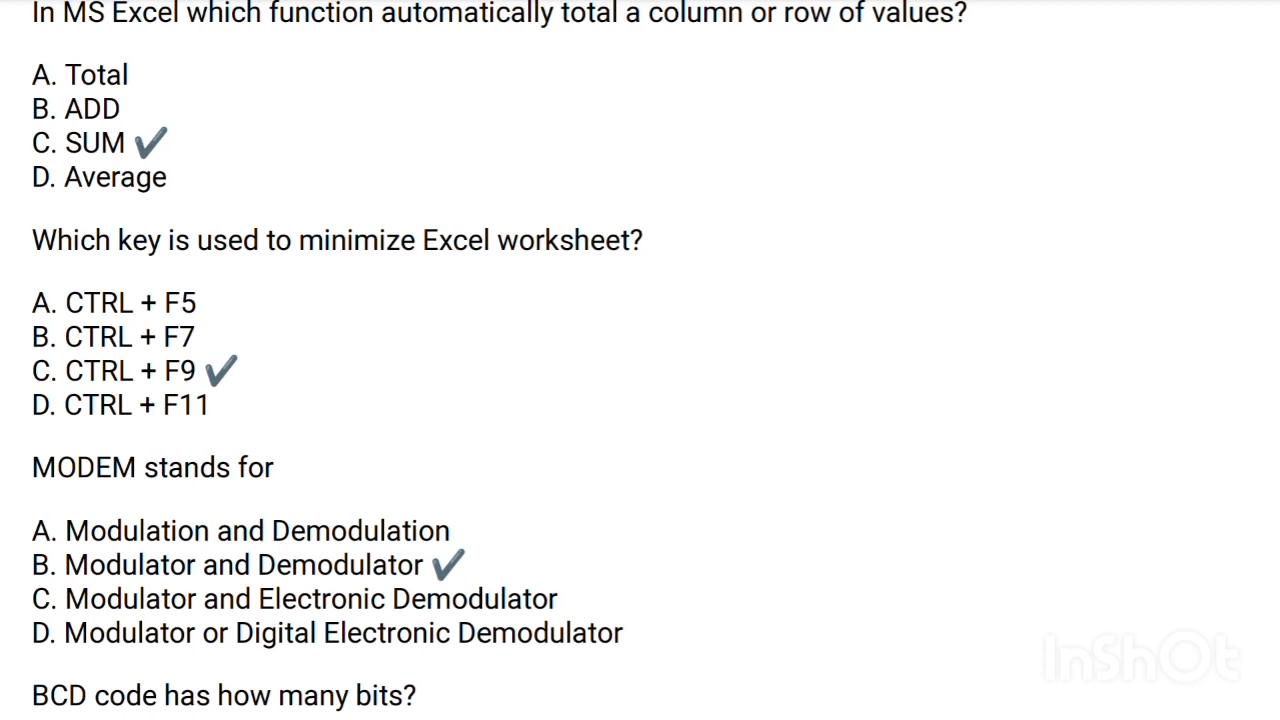 In MS Excel which function automatically total a column or row of values?
A. Total
B. ADD
C. SUM ✔
D. Average
Which key is used to minimize Excel worksheet?
A. CTRL + F5
B. CTRL + F7
C. CTRL + F9 ✔
D. CTRL + F11
MODEM stands for
A. Modulation and Demodulation
B. Modulator and Demodulator ✔
C. Modulator and Electronic Demodulator
D. Modulator or Digital Electronic Demodulator
InShOt
BCD code has how many bits?